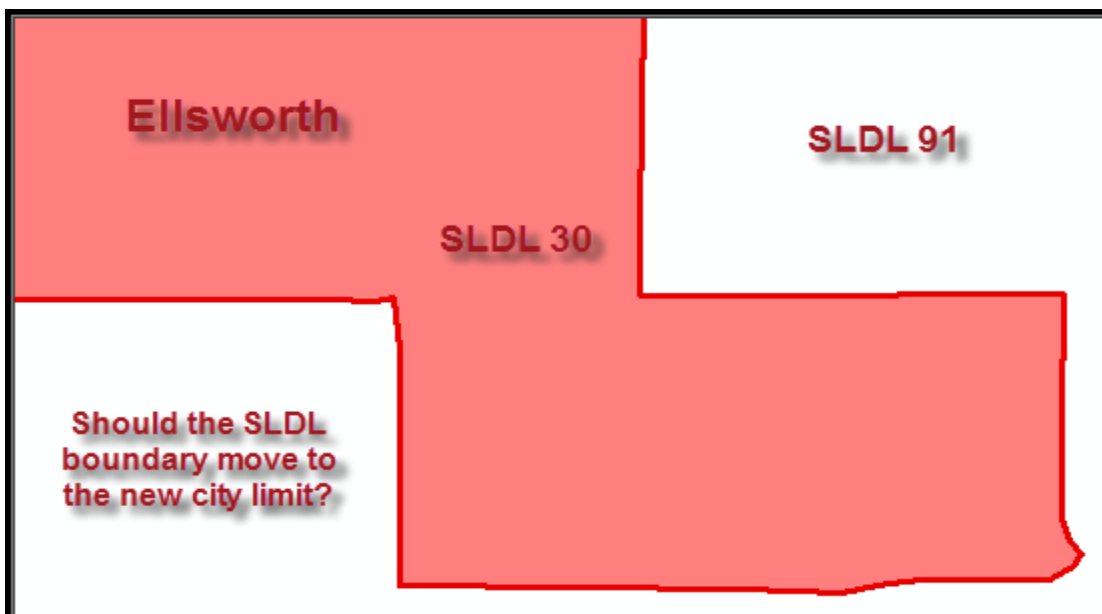 Ellsworth
SLDL 91
SLDL 30
Should the SLDL
boundary move to
the new city limit?